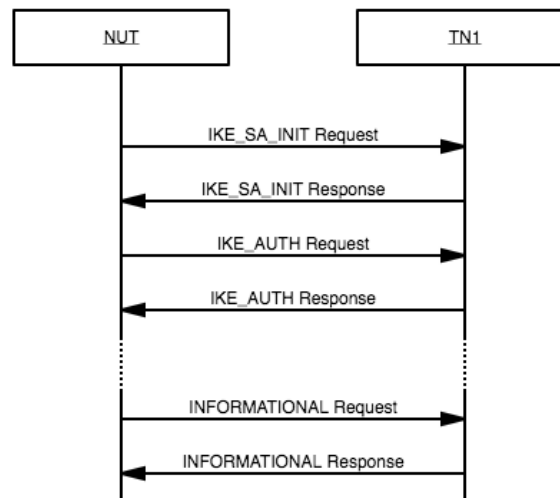 NUT
TN1
IKE_SA_INIT Request
IKE_SA_INIT Response
IKE_AUTH Request
IKE_AUTH Response
INFORMATIONAL Request
INFORMATIONAL Response